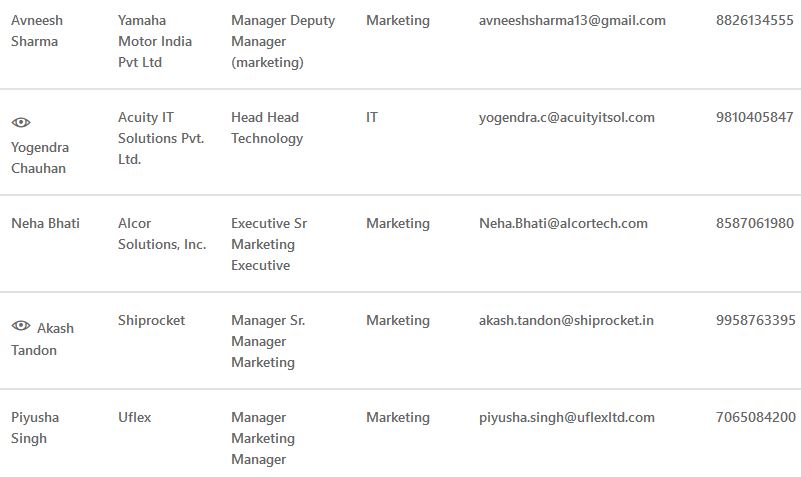 Avneesh Yamaha Manager Deputy Marketing avneeshsharma13@gmail.com 8826134555
Sharma Motor India Manager
Pvt Ltd (marketing)
Acuity IT Head Head IT yogendra.c@acuityitsol.com 9810405847
Solutions Pvt. Technology
Yogendra
Ltd.
Chauhan
Neha Bhati Alcor Executive Sr Marketing Neha.Bhati@alcortech.com 8587061980
Solutions, Inc. Marketing
Executive
Akash Shiprocket Manager Sr. Marketing akash.tandon@shiprocket.in 9958763395
Tandon Manager
Marketing
Piyusha Uflex Manager Marketing piyusha.singh@uflexltd.com 7065084200
Singh Marketing
Manager